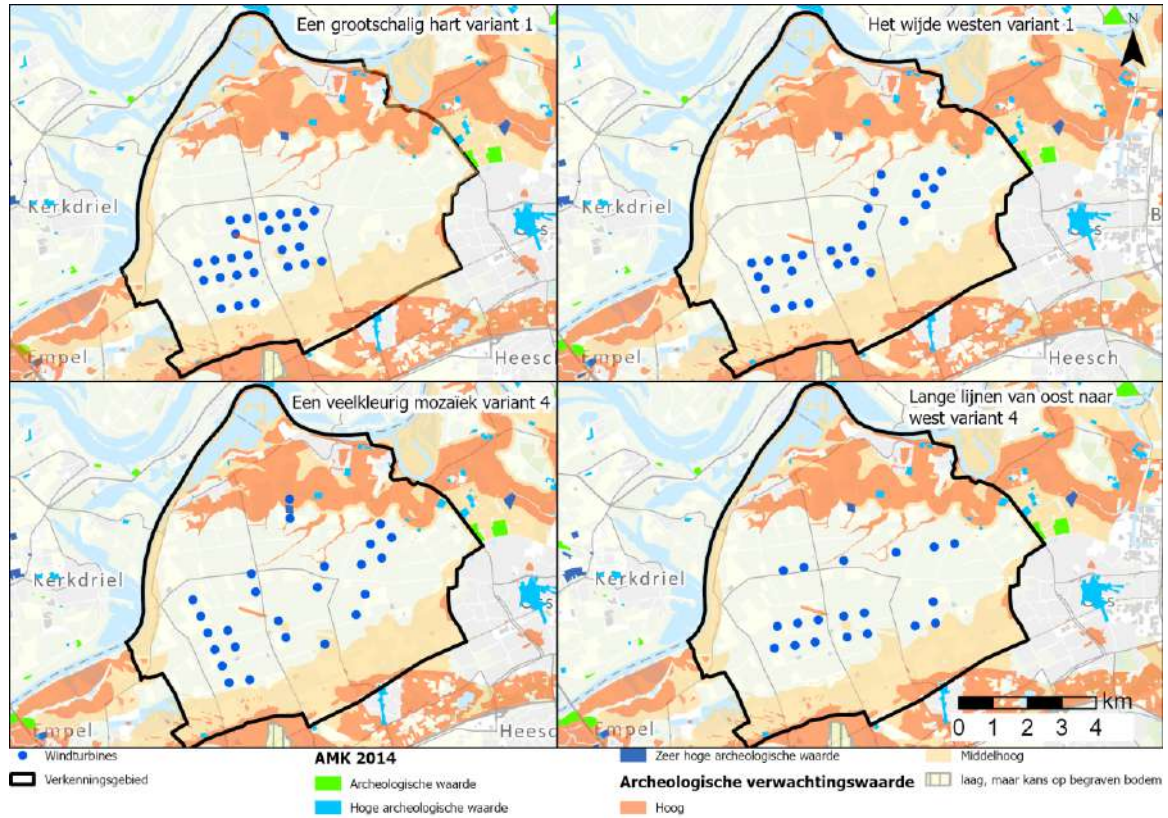 Een grootschalig hart variant 1
Kerkdriel
Empel
Heesch
Het wijde westen variant 1
N
Kerkdriel
Empel
Heesch
Een veelkleurig mozaïek variant 4
Kerkdriel
Empel
Lange lijnen van oost naar
west variant 4
Kerkdriel
Empel
km
0 1 2 3 4
Windturbines
Verkenningsgebied
AMK 2014
Archeologische waarde
Hoge archeologische waarde
Zeer hoge archeologische waarde
Archeologische verwachtingswaarde
Hoog
Middelhoog
laag, maar kans op begraven bodem